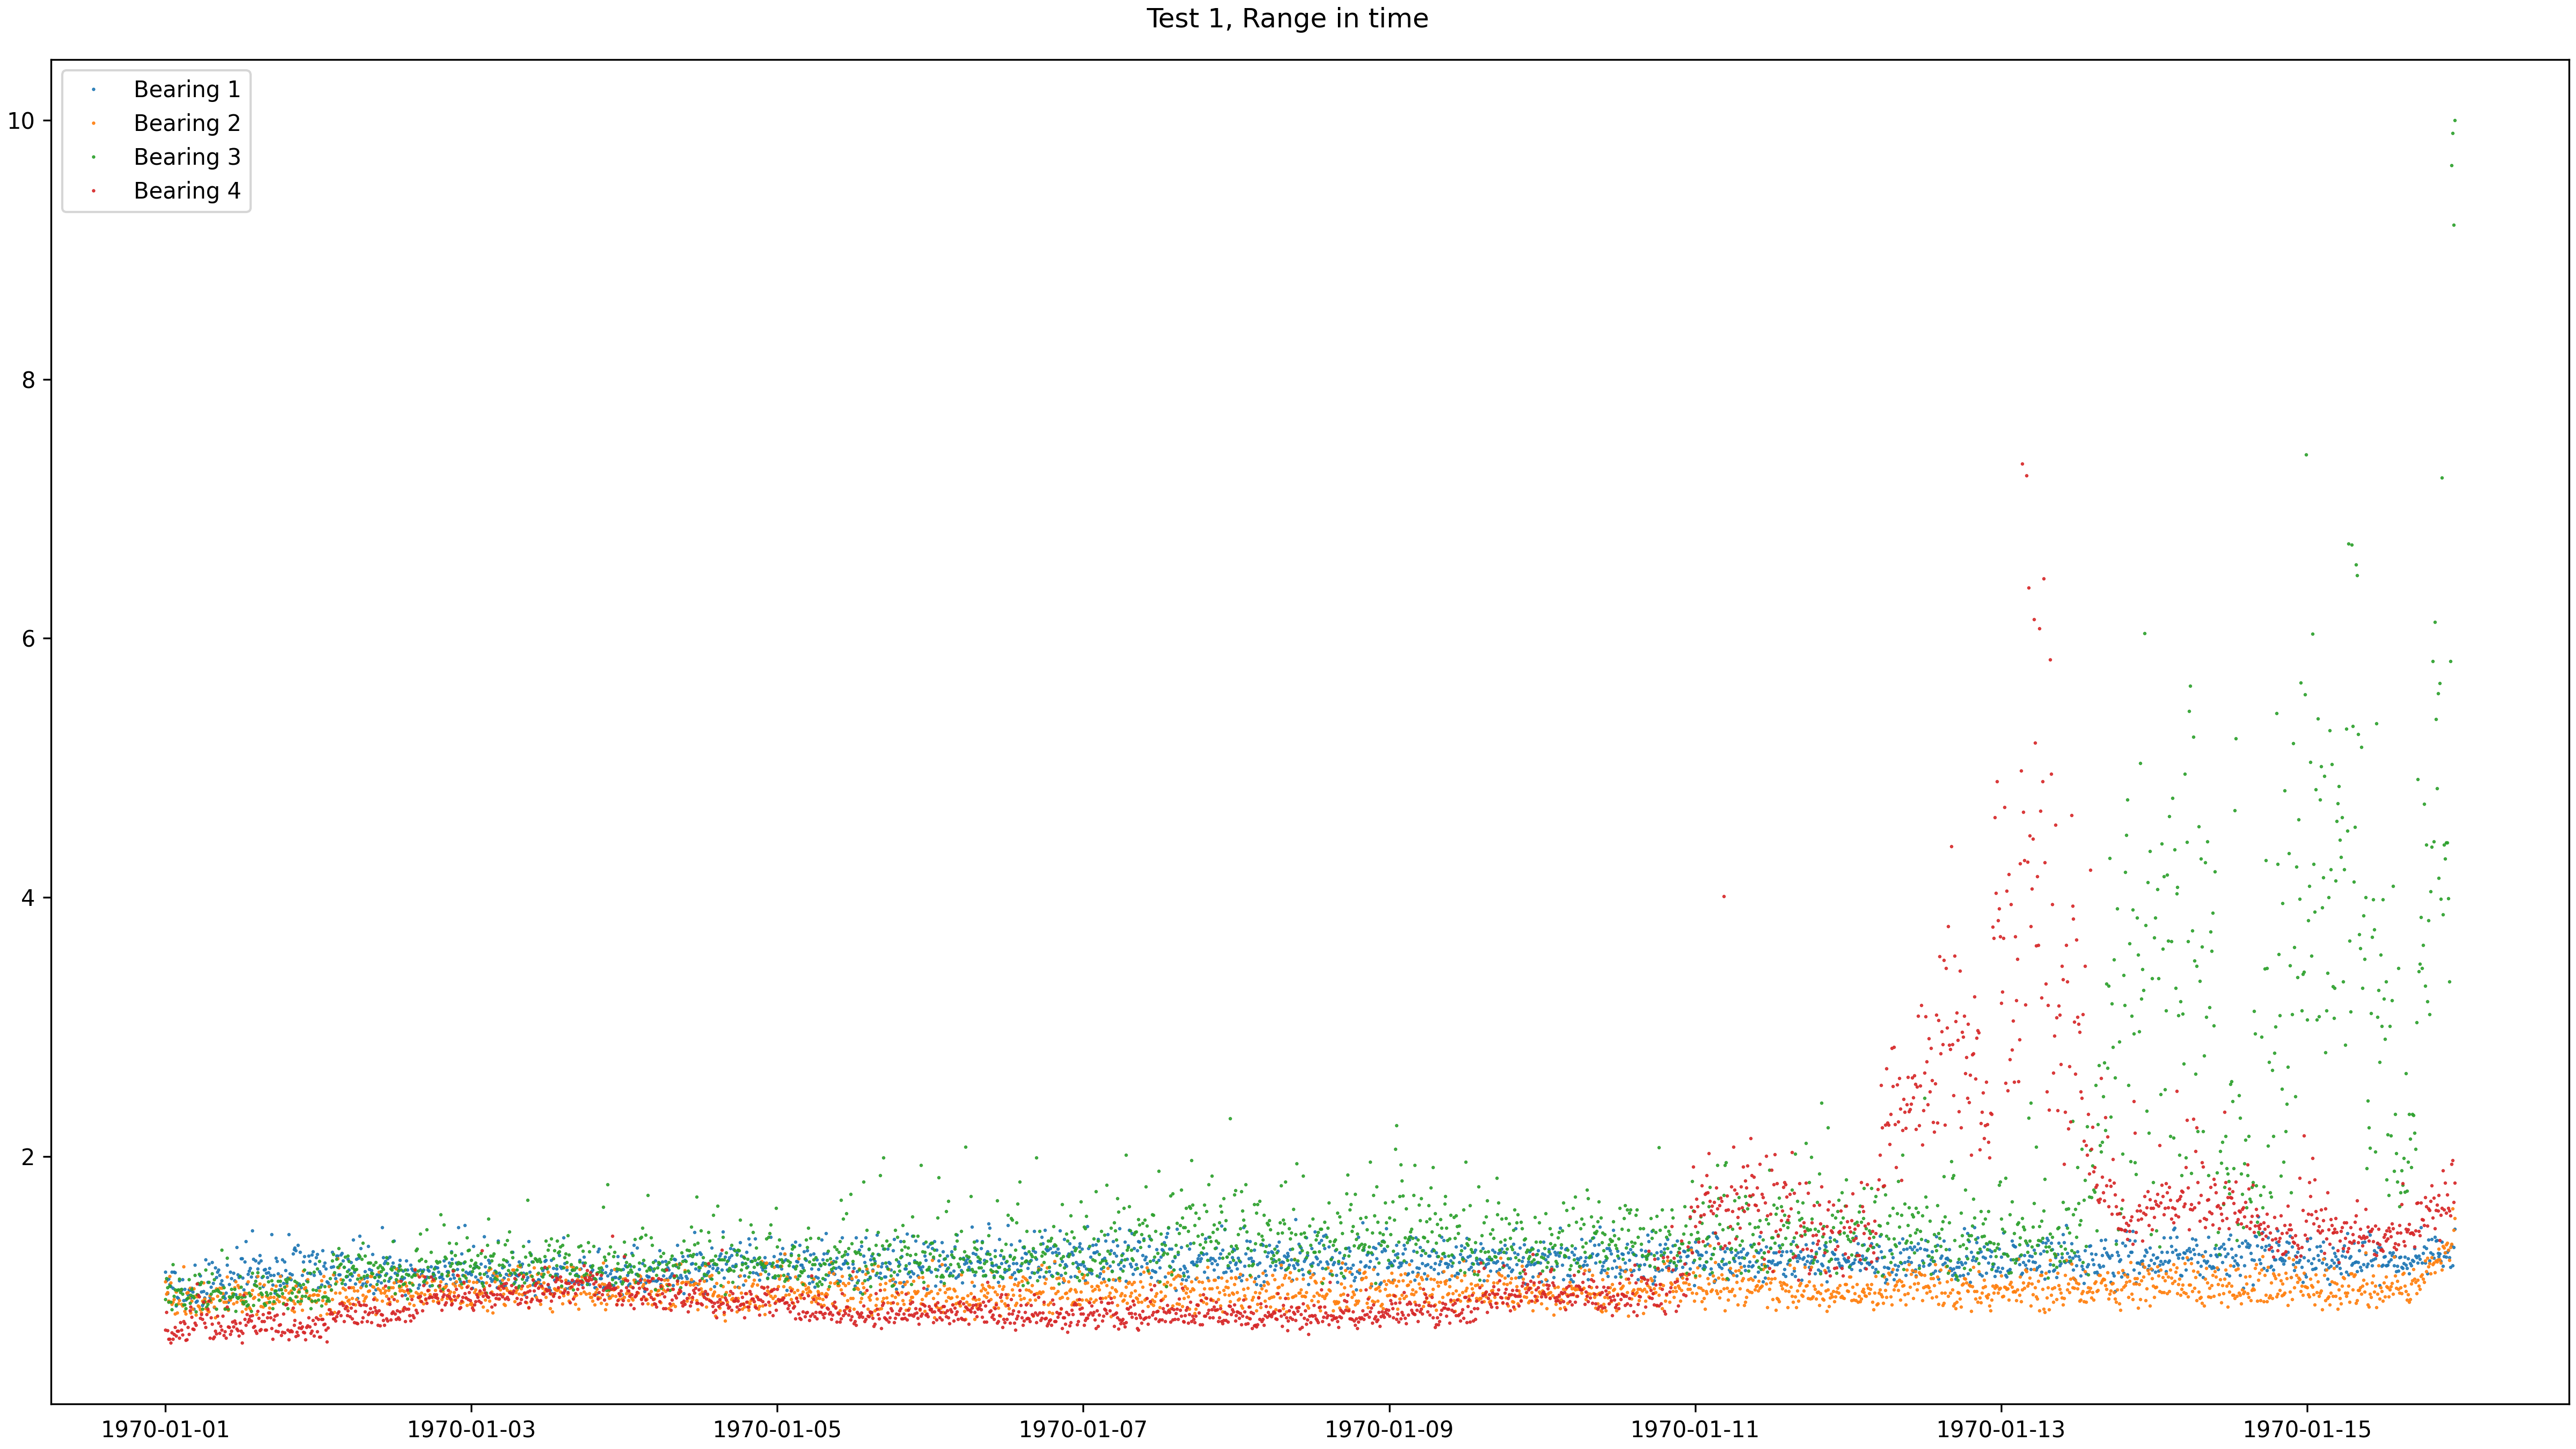 Test 1, Range in time
Bearing 1
Bearing 2
Bearing 3
Bearing 4
10
8
6
4
2
1970-01-01 1970-01-03 1970-01-05 1970-01-07 1970-01-09 1970-01-11 1970-01-13 1970-01-15